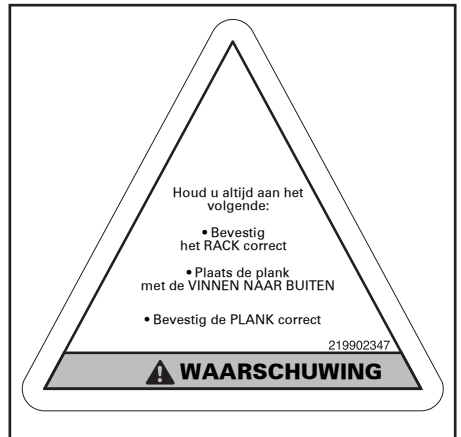 Houd u altijd aan het
volgende:
• Bevestig
het RACK correct
• Plaats de plank
met de VINNEN NAAR BUITEN
• Bevestig de PLANK correct
219902347
WAARSCHUWING